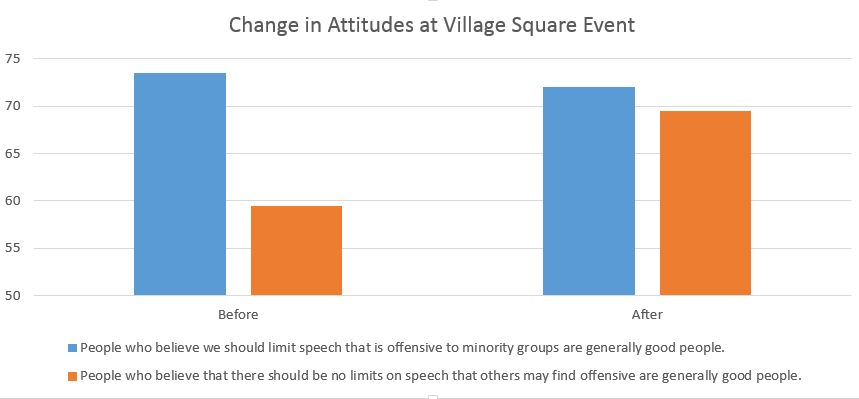 Change in Attitudes at Village Square Event
75
70
65
60
55
50
Before After
People who believe we should limit speech that is offensive to minority groups are generally good people.
People who believe that there should be no limits on speech that others may find offensive are generally good people.